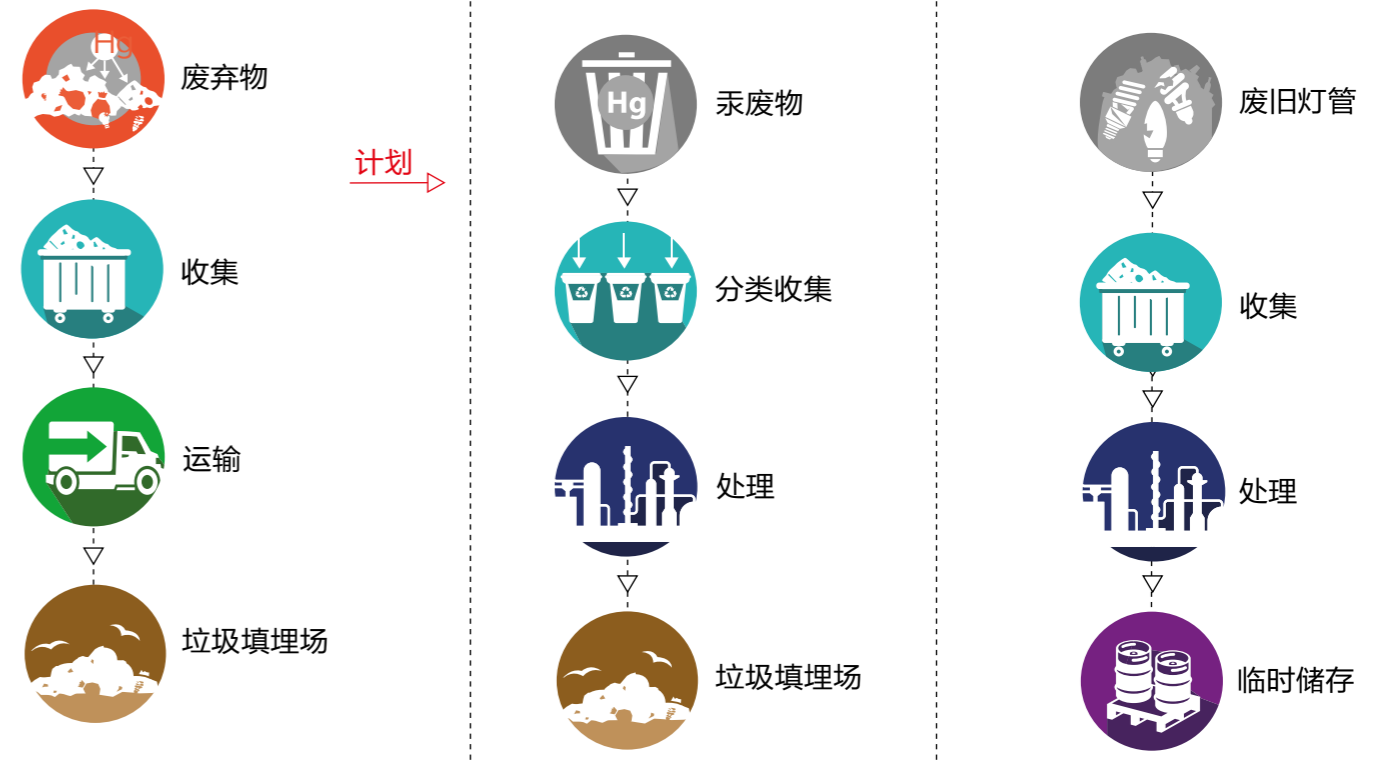 Hg
废弃物
收集
运输
垃圾填埋场
计划
Hg
汞废物
分类收集
处理
垃圾填埋场
废旧灯管
收集
处理
临时储存